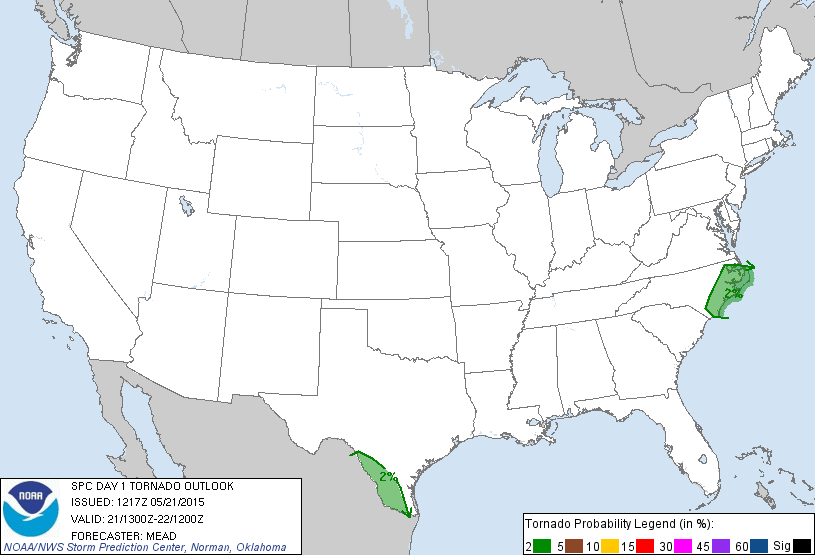 2%
2%
NOAA
SPC DAY 1 TORNADO OUTLOOK
ISSUED: 1217Z 05/21/2015
VALID: 21/1300Z-22/1200Z
FORECASTER: MEAD
NOAA/NWS Storm Prediction Center, Norman, Oklahoma
Tornado Probability Legend (in %):
2 5 10 15 30 45 60 Sig